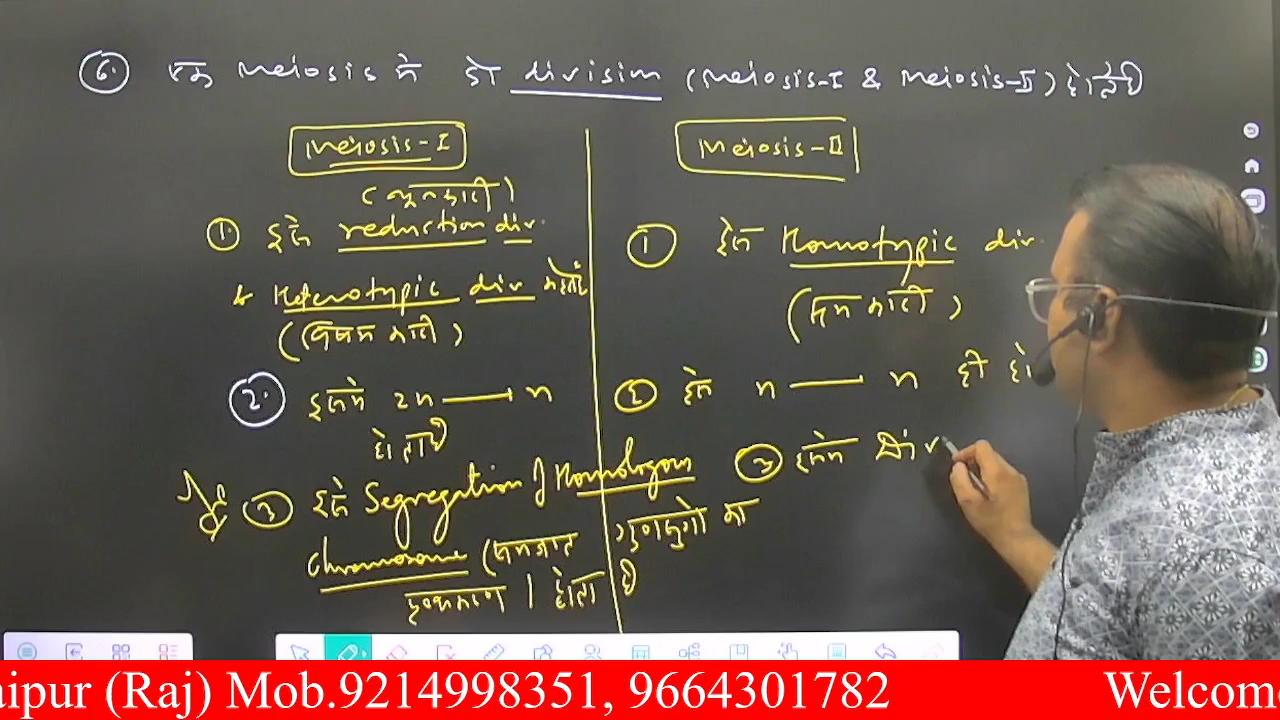 6. एक meiosis में दो division (Meiosis-I & Meiosis-II) होते है
Meiosis-I
1. इसे reduction div.
& Heterotypic div कहते है
(विषम
2. इसमें 2n — n
होता है
3 इसमें Segregation of Homologous
chromosome (समजात गुणसुत्रो का
पृथक्करण) होता है
Meiosis-II
1 इसे Homotypic div.
(सम
2 इसमें n — n ही हो
3 इसमें Div
aipur (Raj) Mob.9214998351, 9664301782
Welcom